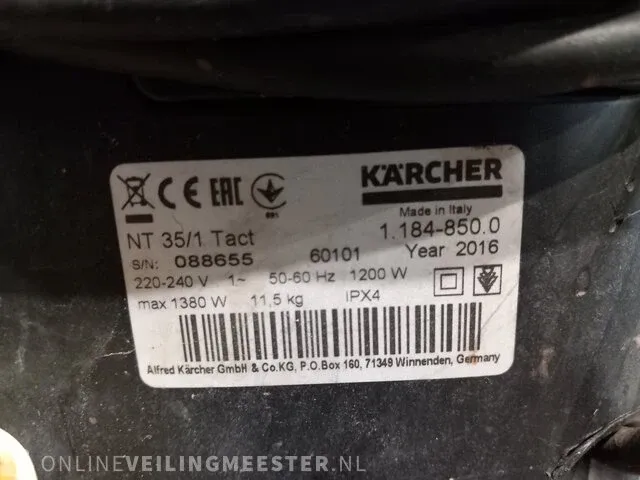 KÄRCHER
EAC
001
Made in Italy
NT 35/1 Tact
1.184-850.0
S/N: 088655 60101 Year 2016
220-240 V 1~ 50-60 Hz 1200 W
max.1380 W 11,5 kg IPX4
Alfred Kärcher GmbH & Co.KG, P.O.Box 160, 71349 Winnenden, Germany
ONLINEVEILINGMEESTER.NL